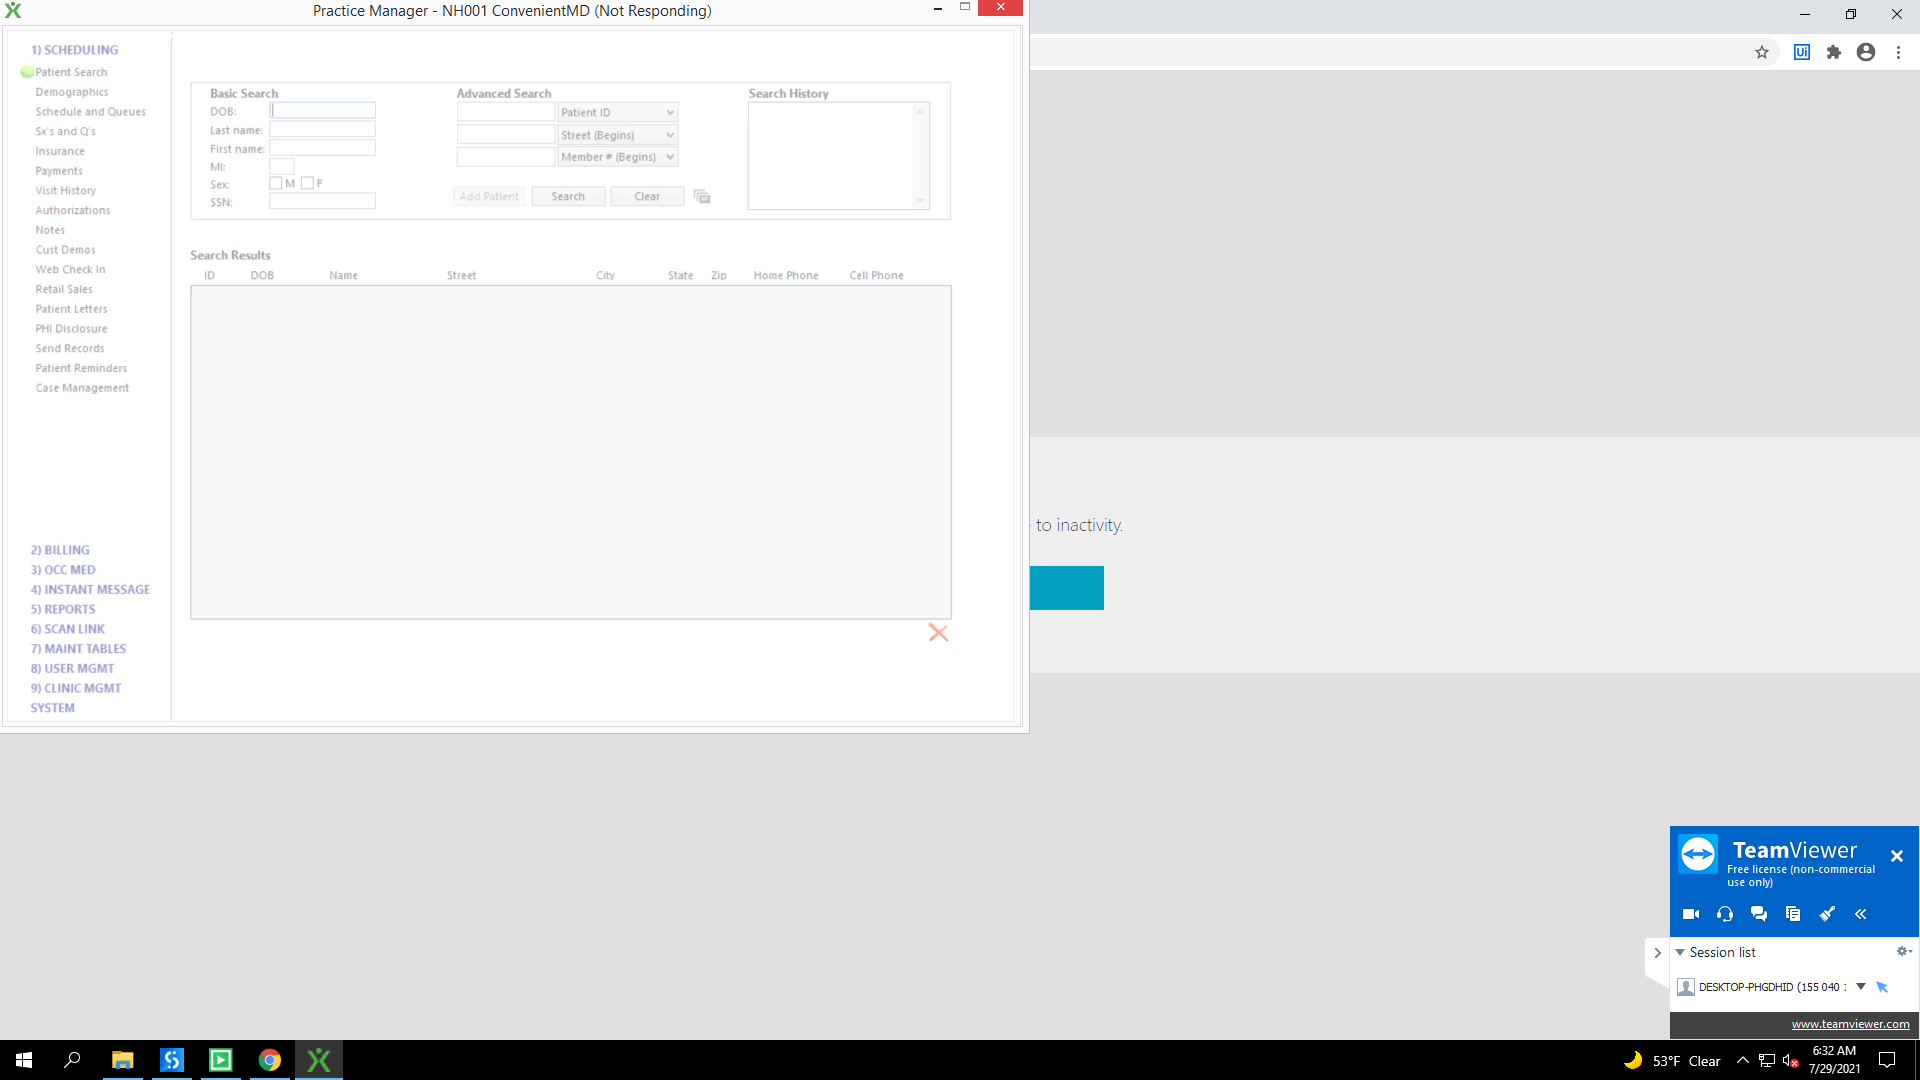 Practice Manager - NH001 ConvenientMD (Not Responding)
1) SCHEDULING
Patient Search
Demographics
Schedule and Queues
Sx's and Q's
Insurance
Payments
Visit History
Authorizations
Notes
Cust Demos
Web Check In
Retail Sales
Patient Letters
PHI Disclosure
Send Records
Patient Reminders
Case Management
2) BILLING
3) OCC MED
4) INSTANT MESSAGE
5) REPORTS
6) SCAN LINK
7) MAINT TABLES
8) USER MGMT
9) CLINIC MGMT
SYSTEM
Basic Search
DOB:
Last name:
First name:
MI:
Sex: M F
SSN:
Advanced Search
Patient ID
Street (Begins)
Member # (Begins)
Add Patient Search Clear
Search History
Search Results
ID DOB Name Street City State Zip Home Phone Cell Phone
Ui
to inactivity.
TeamViewer
Free license (non-commercial
use only)
Session list
DESKTOP-PHGDHID (155 040
www.teamviewer.com
53°F Clear
6:32 AM
7/29/2021